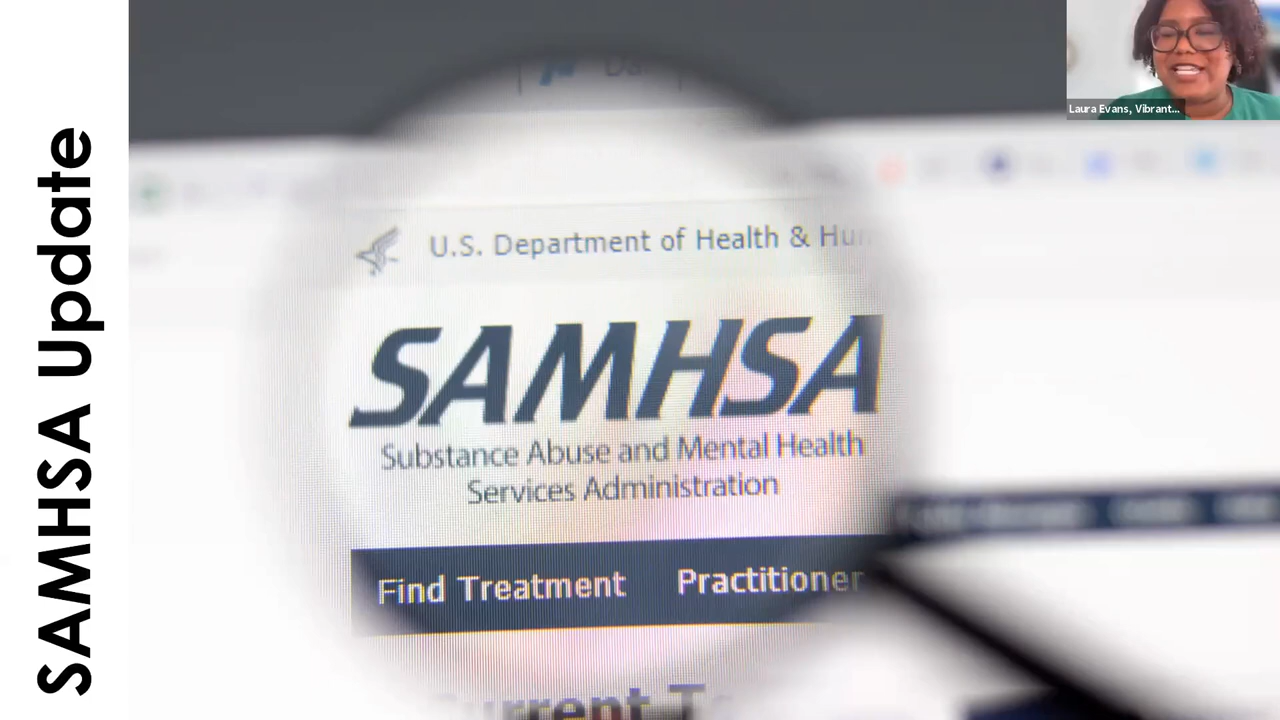 SAMHSA Update
Laura Evans, Vibrant...
U.S. Department of Health &
SAMHSA
Substance Abuse and Mental Health
Services Administration
Find Treatment Practitioner